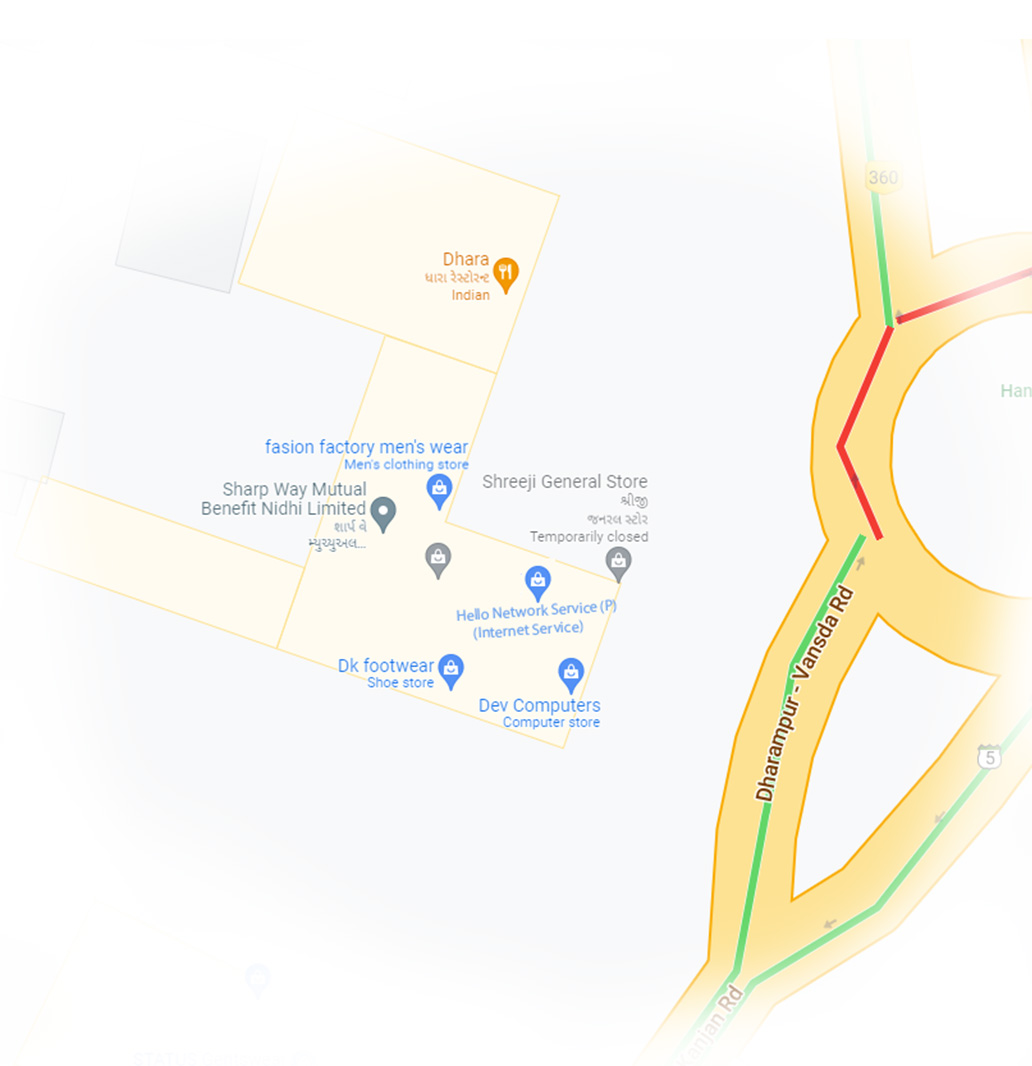 360
Dhara
ધારા રેસ્ટોરન્ટ
Indian
Han
fasion factory men's wear
Men's clothing store
Sharp Way Mutual
Benefit Nidhi Limited
શાર્પ વે
મ્યુચ્યુઅલ...
Shreeji General Store
શ્રીજી
જનરલ સ્ટોર
Temporarily closed
Hello Network Service (P)
(Internet Service)
Dk footwear
Shoe store
Dev Computers
Computer store
Dharampur - Vansda Rd
5
Rd